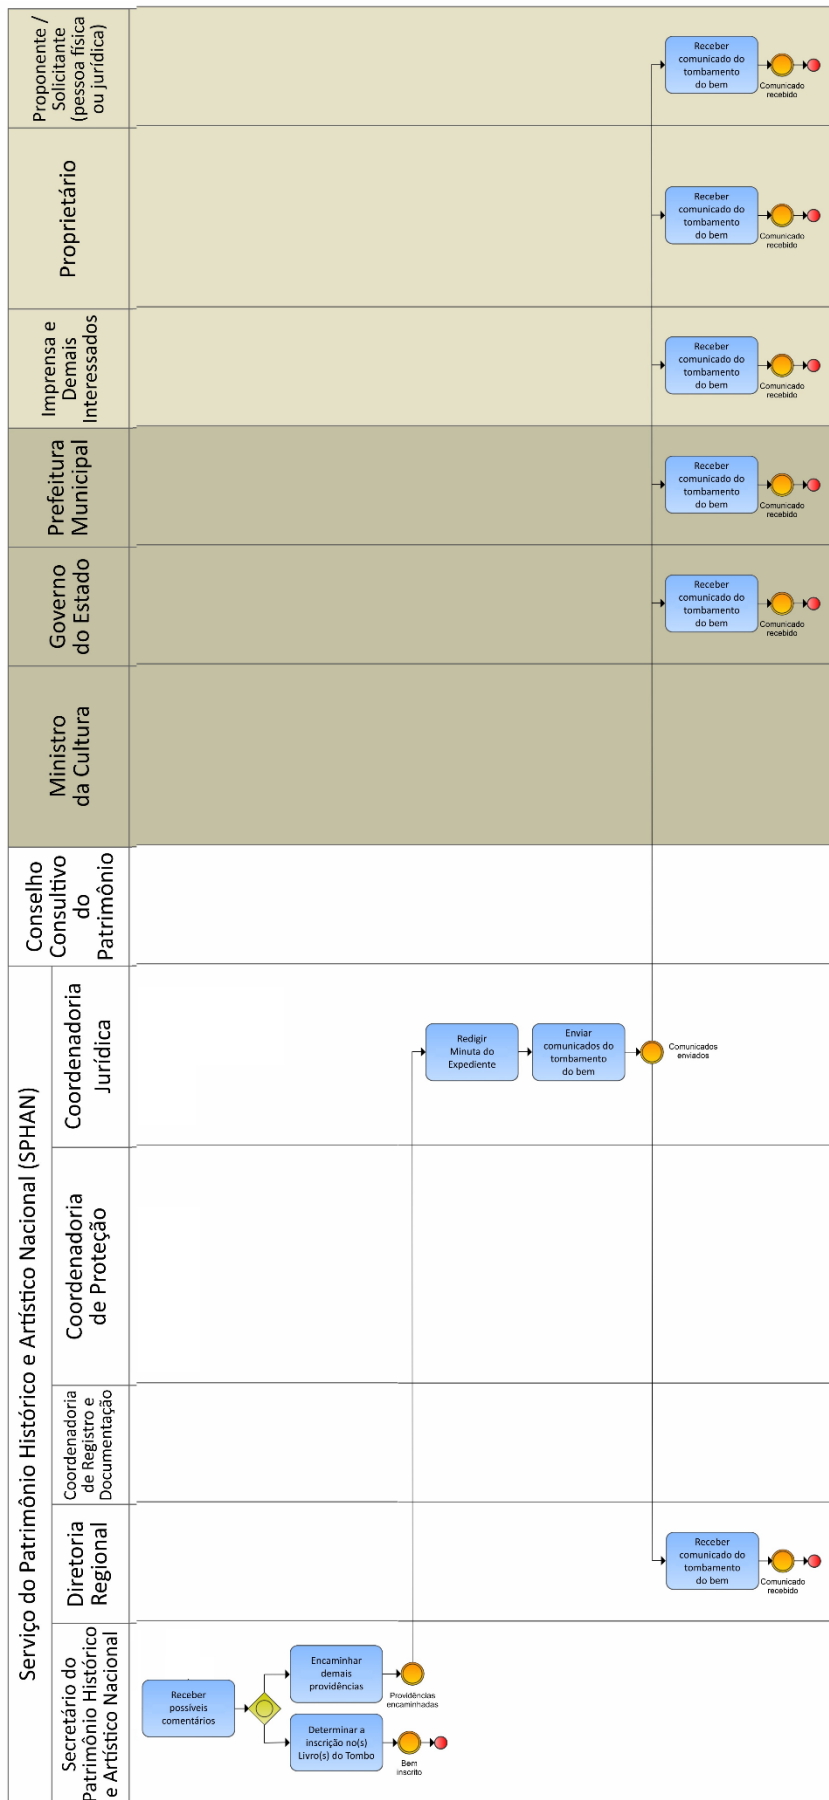 Proponente /
Solicitante
(pessoa física
ou jurídica)
Receber
comunicado do
tombamento
do bem
Comunicado
recebido
Proprietário
Receber
comunicado do
tombamento
do bem
Comunicado
recebido
Imprensa e
Demais
Interessados
Receber
comunicado do
tombamento
do bem
Comunicado
recebido
Prefeitura
Municipal
Receber
comunicado do
tombamento
do bem
Comunicado
recebido
Governo
do Estado
Receber
comunicado do
tombamento
do bem
Comunicado
recebido
Ministro
da Cultura
Conselho
Consultivo
do
Patrimônio
Serviço do Patrimônio Histórico e Artístico Nacional (SPHAN)
Coordenadoria
Jurídica
Redigir
Minuta do
Expediente
Enviar
comunicados do
tombamento
do bem
Comunicados
enviados
Coordenadoria
de Proteção
Coordenadoria
de Registro e
Documentação
Diretoria
Regional
Receber
comunicado do
tombamento
do bem
Comunicado
recebido
Secretário do
Patrimônio Histórico
e Artístico Nacional
Receber
possíveis
comentários
Encaminhar
demais
providências
Providências
encaminhadas
Determinar a
inscrição no(s)
Livro(s) do Tombo
Bem
inscrito